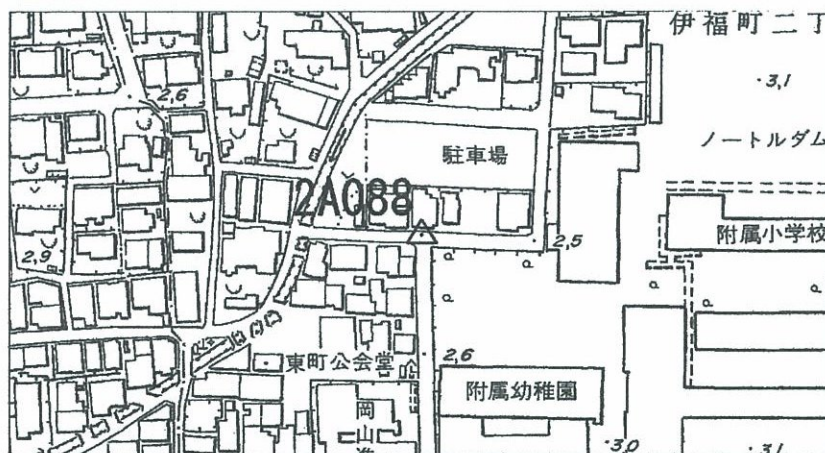 伊福町二丁
2,6
3,1
ノートルダム
駐車場
2A088
附属小学校
2,9
2,5
2,6
東町公会堂
附属幼稚園
岡山
3,0
3,1